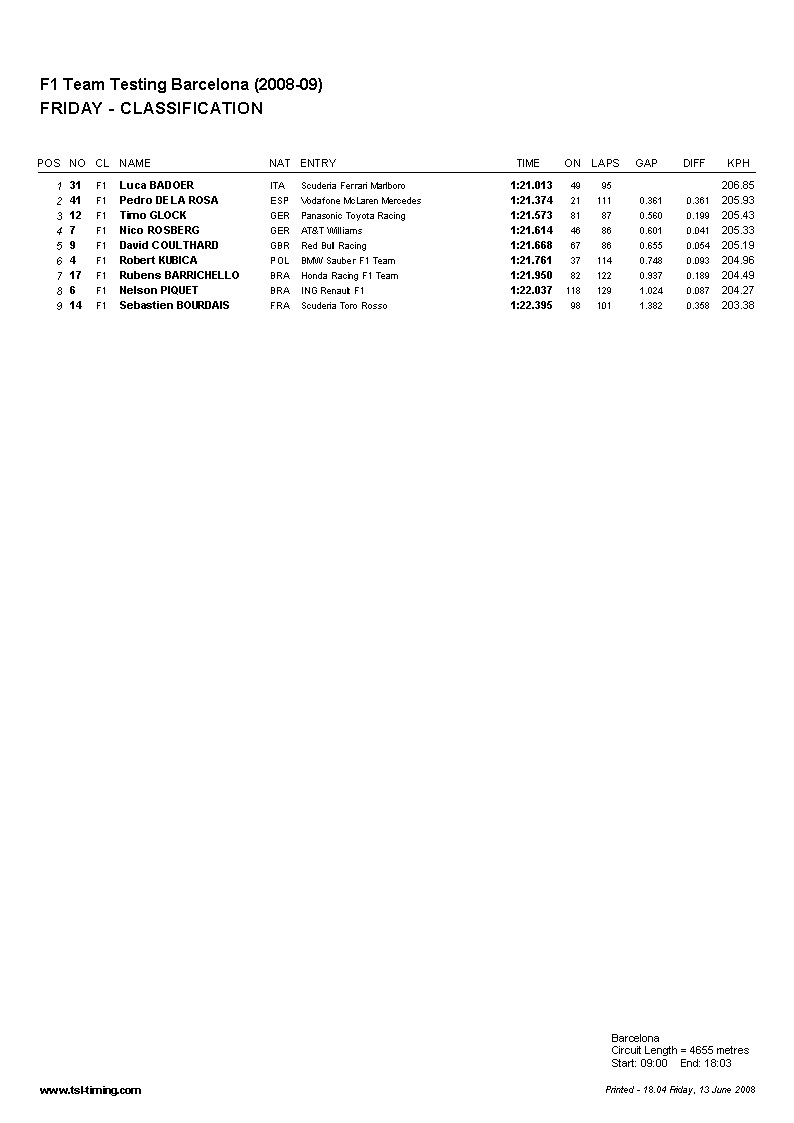 F1 Team Testing Barcelona (2008-09)
FRIDAY - CLASSIFICATION
POS NO CL NAME NAT ENTRY TIME ON LAPS GAP DIFF KPH
1 31 F1 Luca BADOER ITA Scuderia Ferrari Marlboro 1:21.013 49 95 206.85
2 41 F1 Pedro DE LA ROSA ESP Vodafone McLaren Mercedes 1:21.374 21 111 0.361 0.361 205.93
3 12 F1 Timo GLOCK GER Panasonic Toyota Racing 1:21.573 81 87 0.560 0.199 205.43
4 7 F1 Nico ROSBERG GER AT&T Williams 1:21.614 46 86 0.601 0.041 205.33
5 9 F1 David COULTHARD GBR Red Bull Racing 1:21.668 67 86 0.655 0.054 205.19
6 4 F1 Robert KUBICA POL BMW Sauber F1 Team 1:21.761 37 114 0.748 0.093 204.96
7 17 F1 Rubens BARRICHELLO BRA Honda Racing F1 Team 1:21.950 82 122 0.937 0.189 204.49
8 6 F1 Nelson PIQUET BRA ING Renault F1 1:22.037 118 129 1.024 0.087 204.27
9 14 F1 Sebastien BOURDAIS FRA Scuderia Toro Rosso 1:22.395 98 101 1.382 0.358 203.38
Barcelona
Circuit Length = 4655 metres
Start: 09:00 End: 18:03
www.tsl-timing.com Printed - 18.04 Friday, 13 June 2008